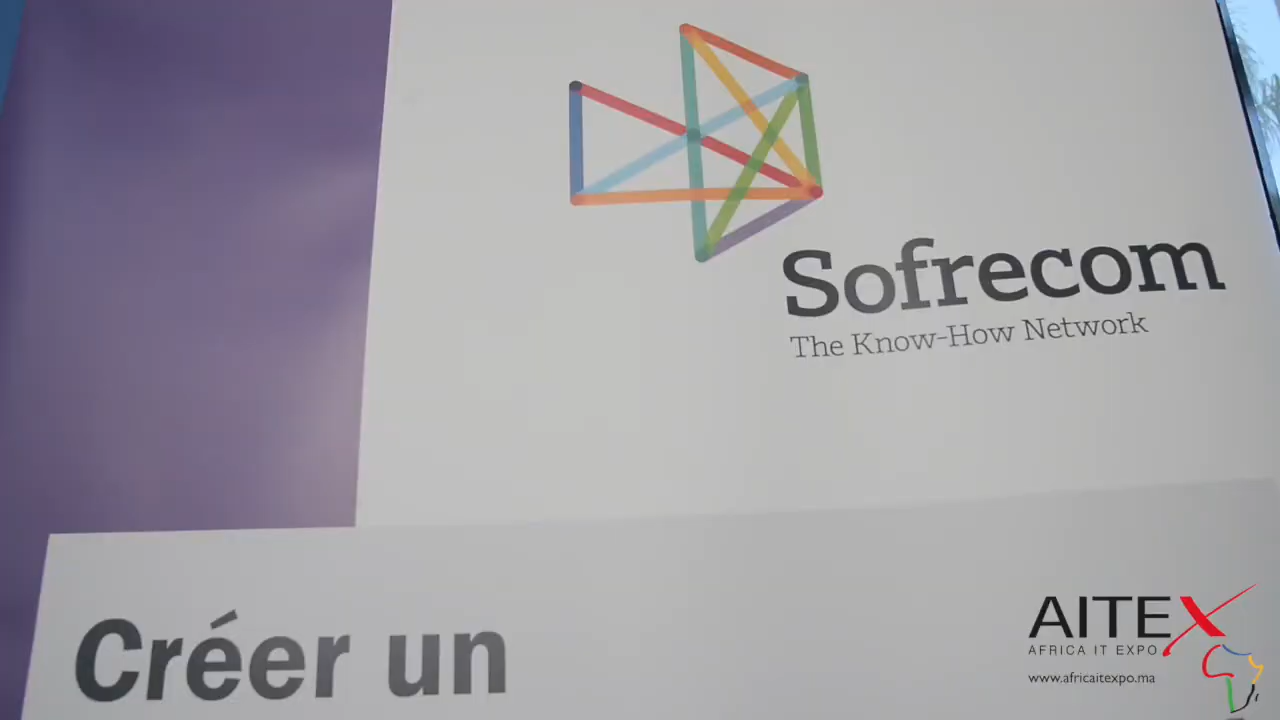 Sofrecom
The Know-How Network
Créer un
AITEX
AFRICA IT EXPO
www.africaitexpo.ma